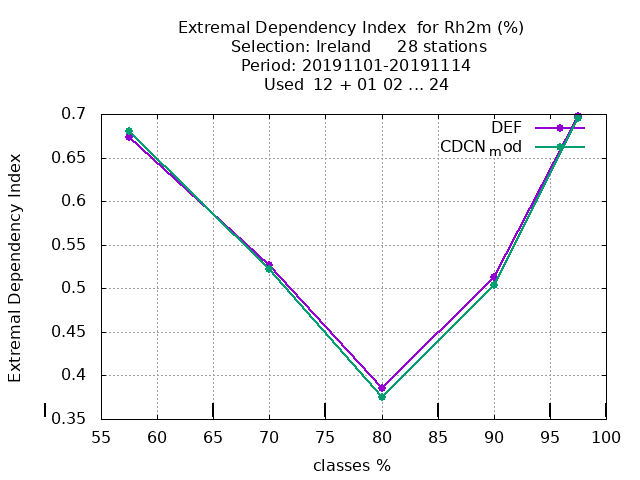 Extremal Dependency Index  for Rh2m (%)
Selection: Ireland     28 stations
Period: 20191101-20191114
Used  12 + 01 02 ... 24
DEF
CDCN_mod
0.7
0.65
0.6
0.55
0.5
0.45
0.4
0.35
Extremal Dependency Index
55 60 65 70 75 80 85 90 95 100
classes %